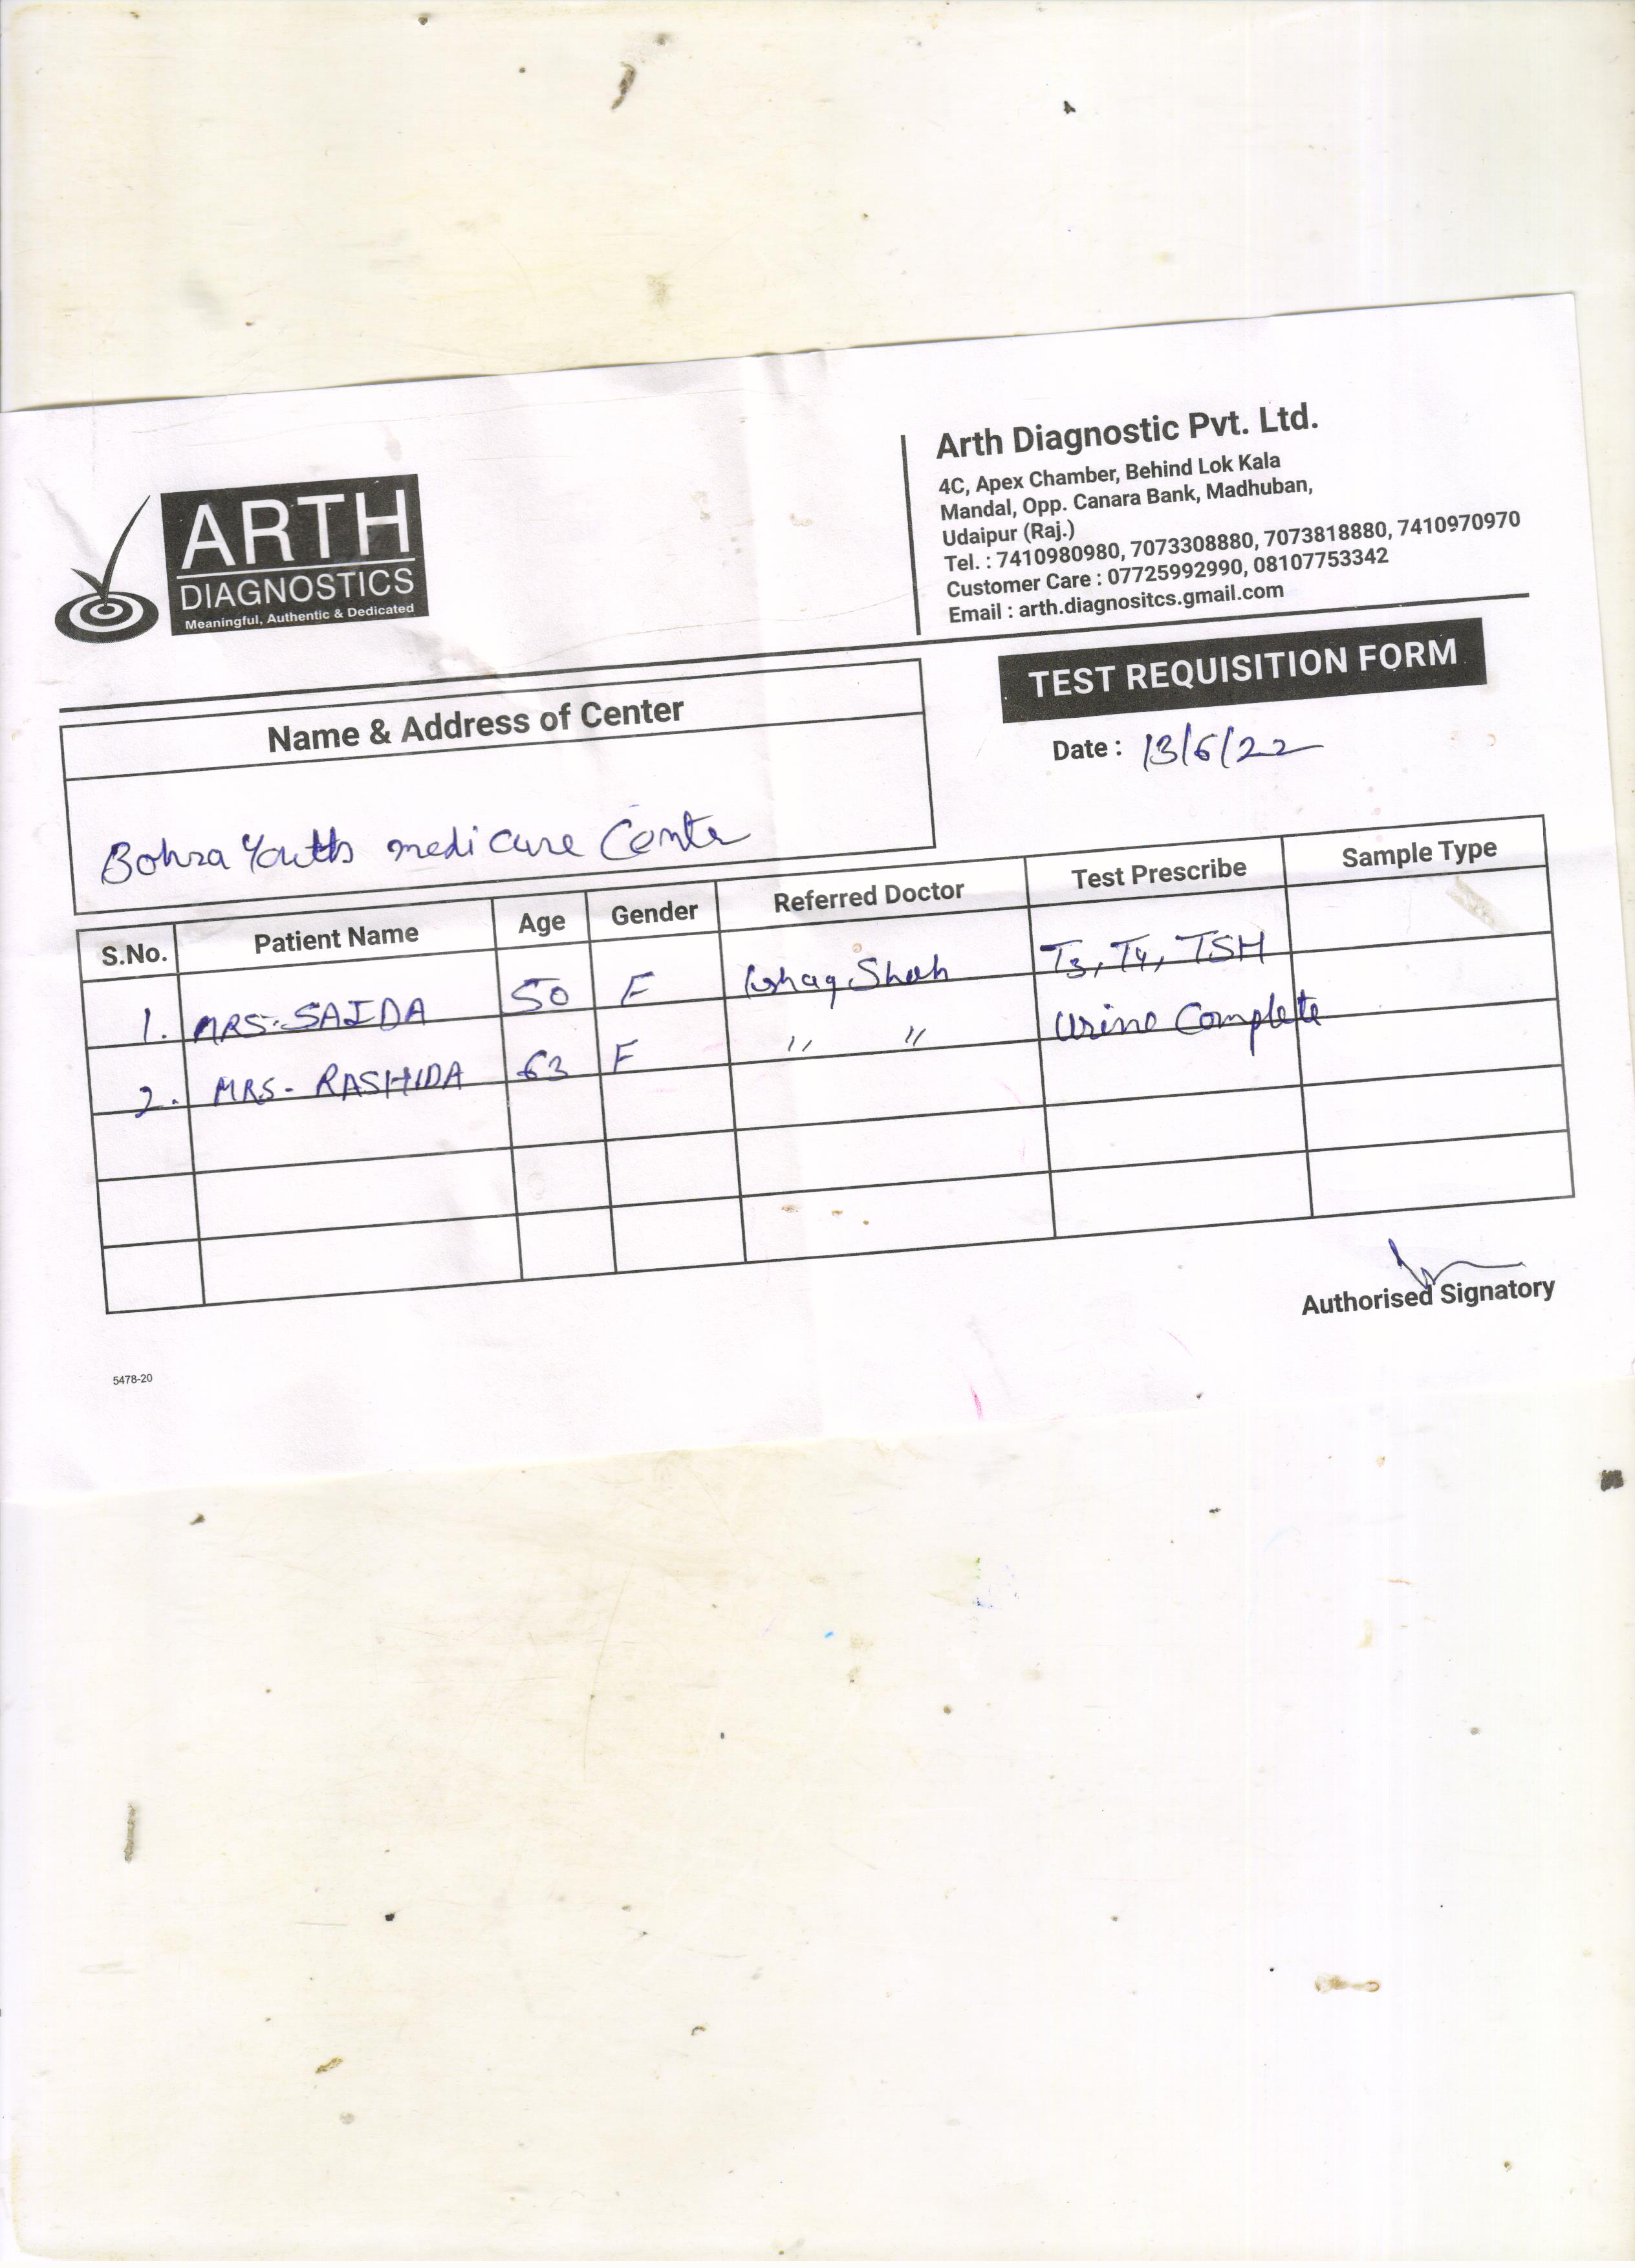 ARTH
DIAGNOSTICS
Meaningful, Authentic & Dedicated
Arth Diagnostic Pvt. Ltd.
4C, Apex Chamber, Behind Lok Kala
Mandal, Opp. Canara Bank, Madhuban,
Udaipur (Raj.)
Tel. : 7410980980, 7073308880, 7073818880, 7410970970
Customer Care : 07725992990, 08107753342
Email : arth.diagnositcs.gmail.com
TEST REQUISITION FORM
Date : 13/6/22
Name & Address of Center
Bohra Youth medicure Center
S.No. Patient Name Age Gender Referred Doctor Test Prescribe Sample Type
1. MRS. SAIDA 50 F Ishaq Shah T3, T4, TSH
2. MRS- RASHIDA 63 F " " Urine Complete
Authorised Signatory
5478-20